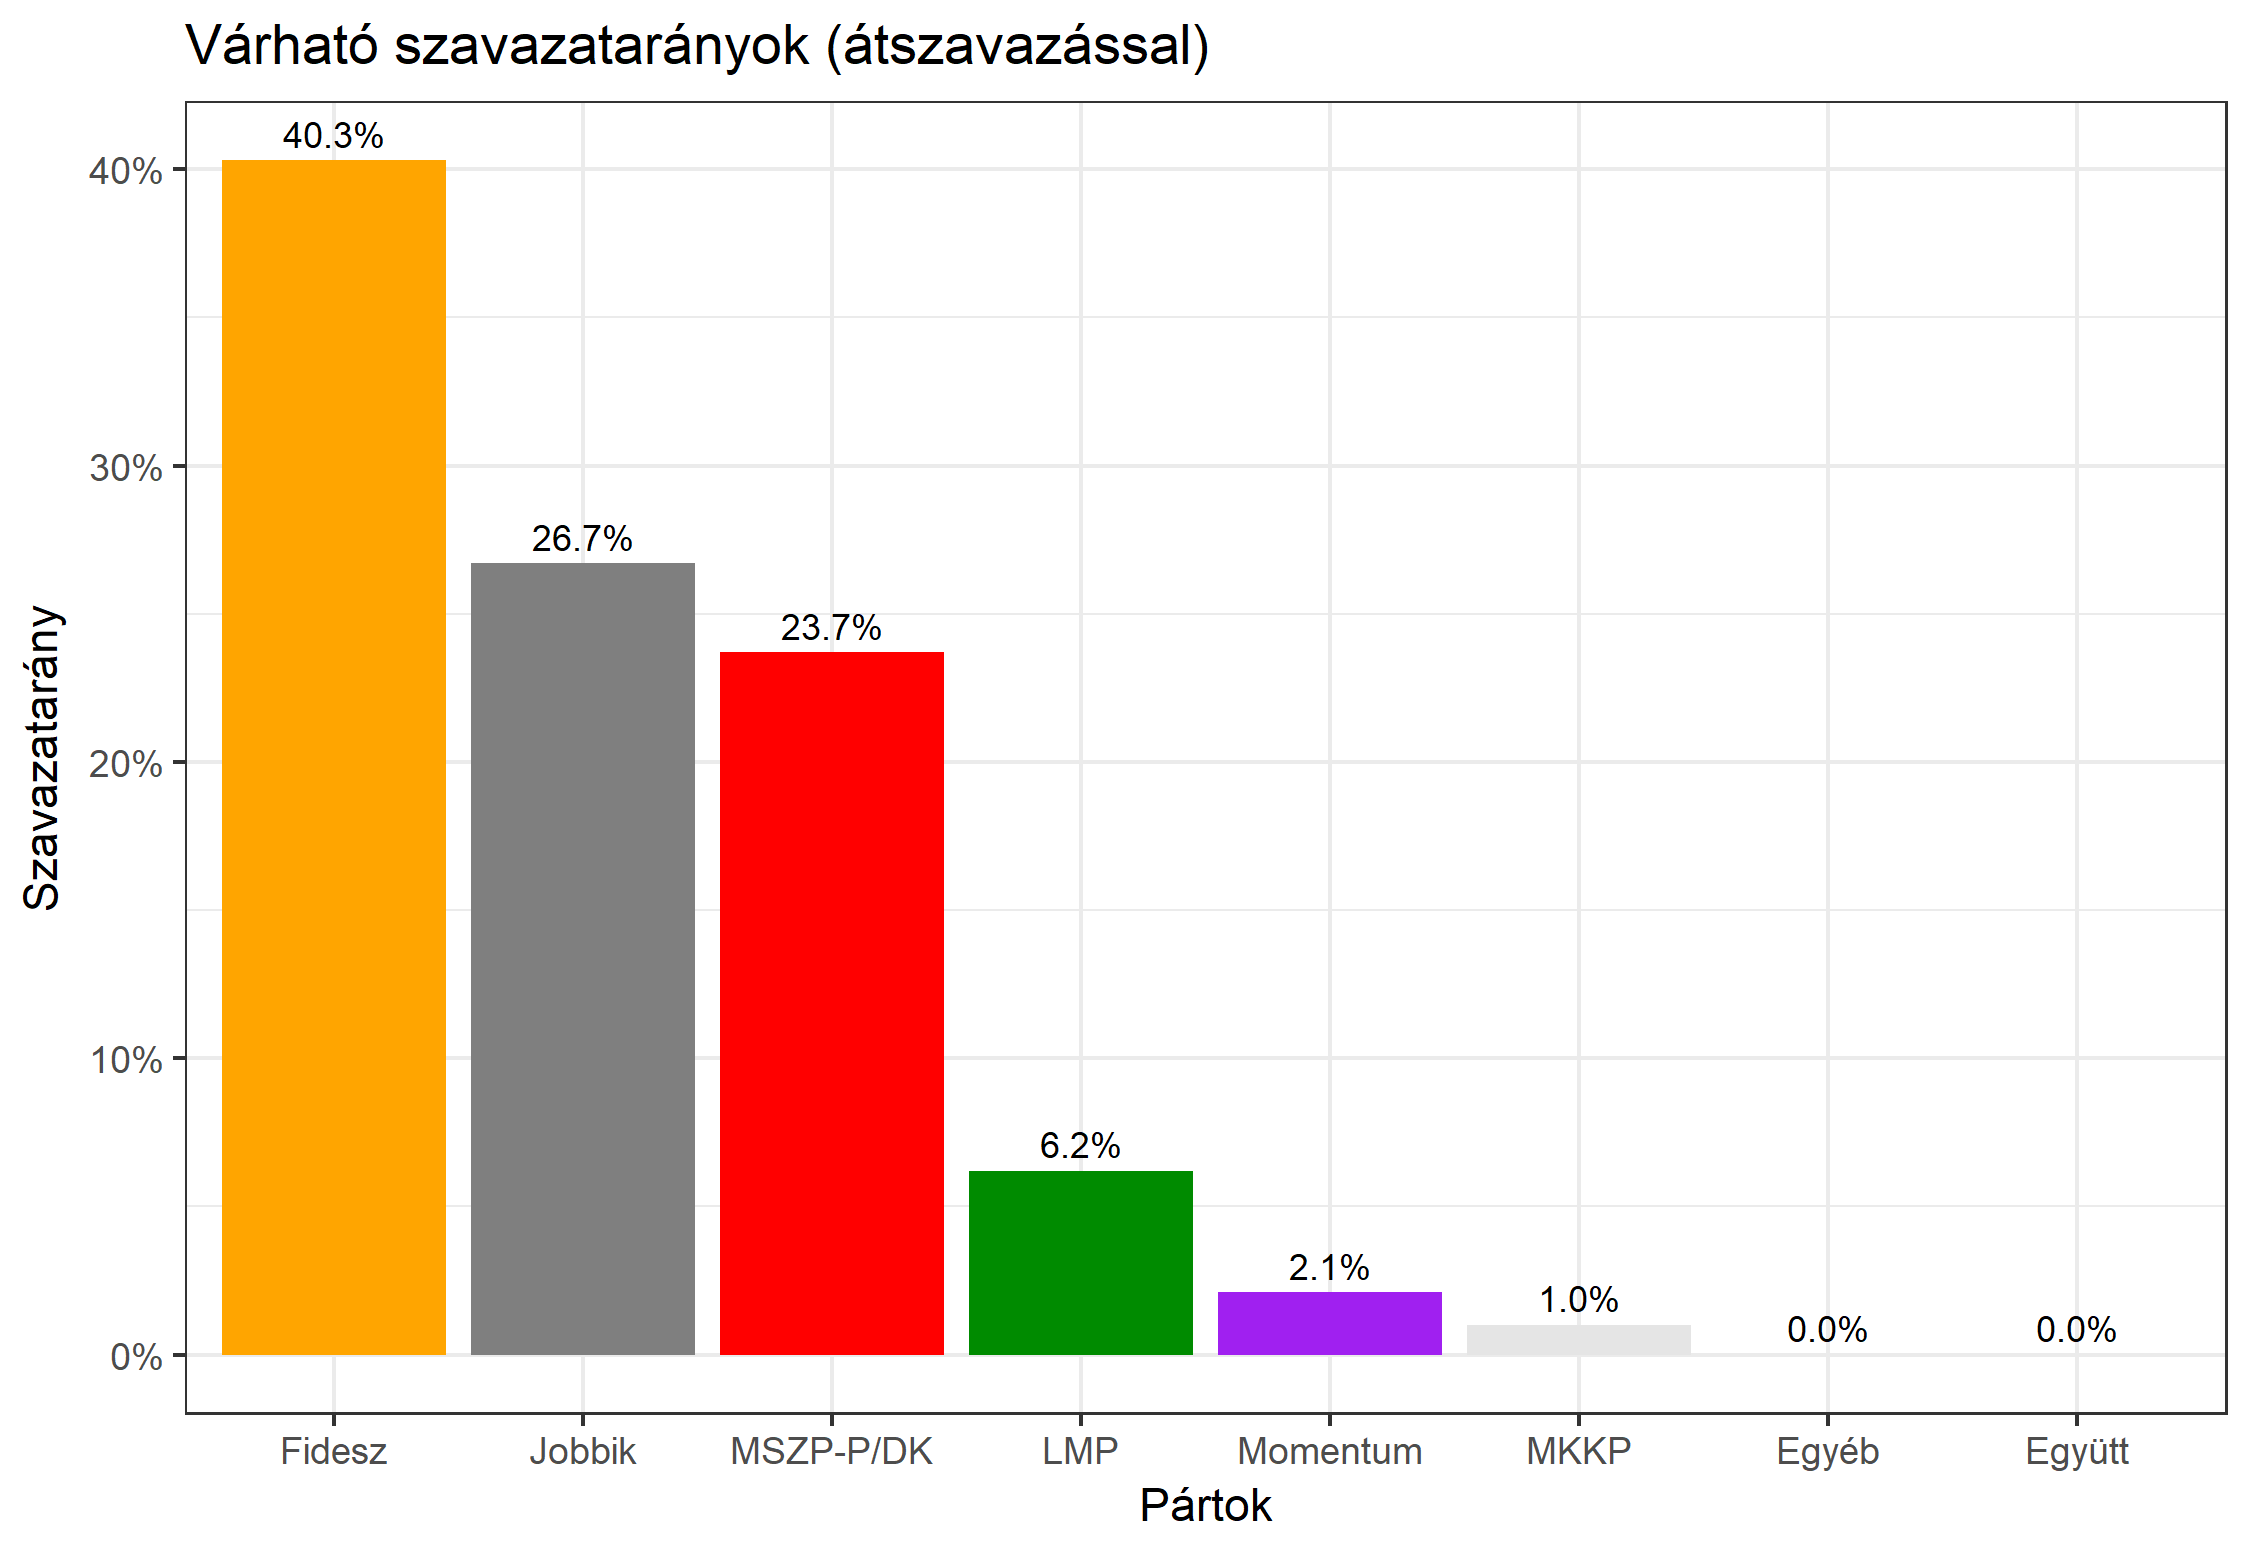 Várható szavazatarányok (átszavazással)
Szavazatarány
40%
30%
20%
10%
0%
40.3%
26.7%
23.7%
6.2%
2.1%
1.0%
0.0%
0.0%
Fidesz
Jobbik
MSZP-P/DK
LMP
Momentum
MKKP
Egyéb
Együtt
Pártok